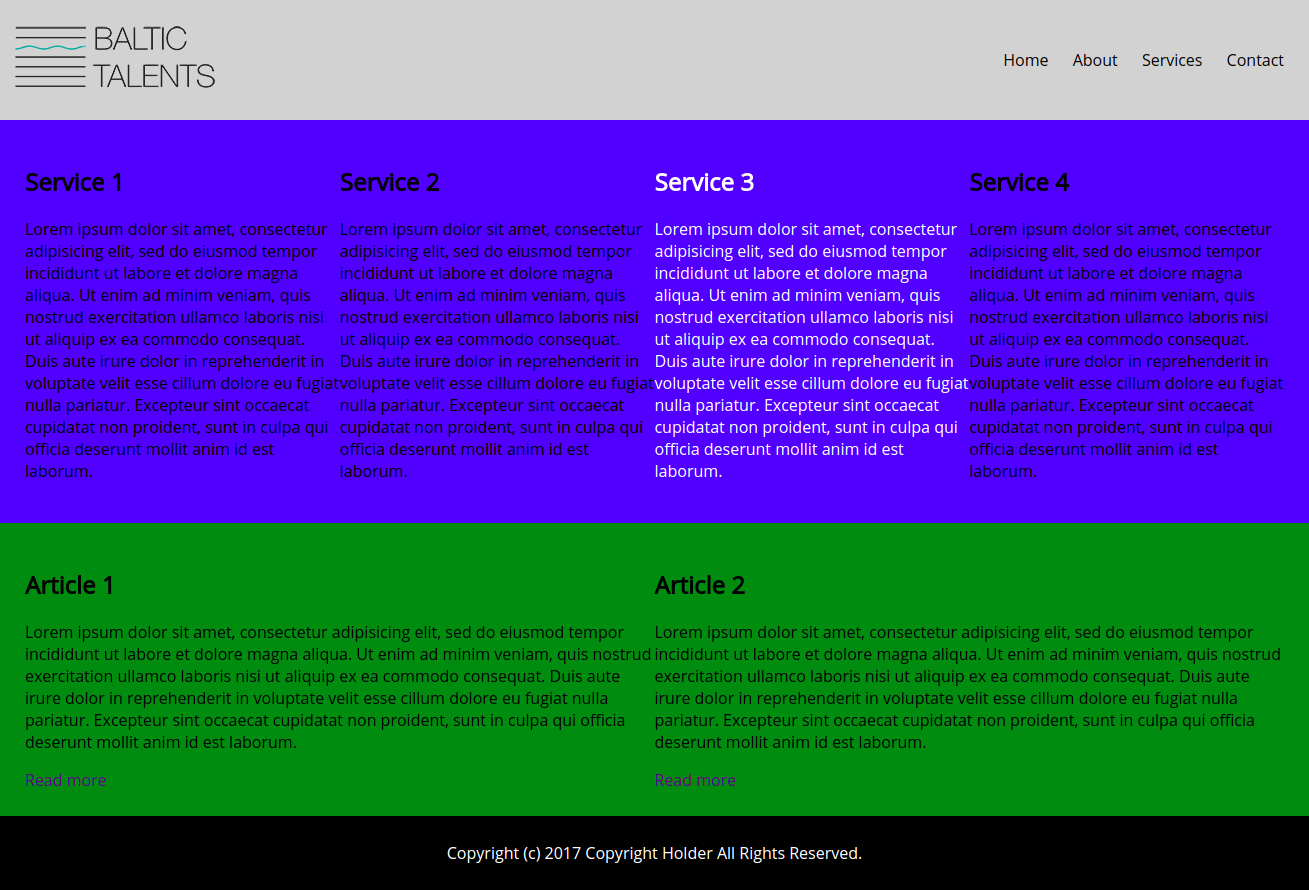 BALTIC
TALENTS
Home About Services Contact
Service 1
Lorem ipsum dolor sit amet, consectetur
adipisicing elit, sed do eiusmod tempor
incididunt ut labore et dolore magna
aliqua. Ut enim ad minim veniam, quis
nostrud exercitation ullamco laboris nisi
ut aliquip ex ea commodo consequat.
Duis aute irure dolor in reprehenderit in
voluptate velit esse cillum dolore eu fugiat
nulla pariatur. Excepteur sint occaecat
cupidatat non proident, sunt in culpa qui
officia deserunt mollit anim id est
laborum.
Service 2
Lorem ipsum dolor sit amet, consectetur
adipisicing elit, sed do eiusmod tempor
incididunt ut labore et dolore magna
aliqua. Ut enim ad minim veniam, quis
nostrud exercitation ullamco laboris nisi
ut aliquip ex ea commodo consequat.
Duis aute irure dolor in reprehenderit in
voluptate velit esse cillum dolore eu fugiat
nulla pariatur. Excepteur sint occaecat
cupidatat non proident, sunt in culpa qui
officia deserunt mollit anim id est
laborum.
Service 3
Lorem ipsum dolor sit amet, consectetur
adipisicing elit, sed do eiusmod tempor
incididunt ut labore et dolore magna
aliqua. Ut enim ad minim veniam, quis
nostrud exercitation ullamco laboris nisi
ut aliquip ex ea commodo consequat.
Duis aute irure dolor in reprehenderit in
voluptate velit esse cillum dolore eu fugiat
nulla pariatur. Excepteur sint occaecat
cupidatat non proident, sunt in culpa qui
officia deserunt mollit anim id est
laborum.
Service 4
Lorem ipsum dolor sit amet, consectetur
adipisicing elit, sed do eiusmod tempor
incididunt ut labore et dolore magna
aliqua. Ut enim ad minim veniam, quis
nostrud exercitation ullamco laboris nisi
ut aliquip ex ea commodo consequat.
Duis aute irure dolor in reprehenderit in
voluptate velit esse cillum dolore eu fugiat
nulla pariatur. Excepteur sint occaecat
cupidatat non proident, sunt in culpa qui
officia deserunt mollit anim id est
laborum.
Article 1
Lorem ipsum dolor sit amet, consectetur adipisicing elit, sed do eiusmod tempor
incididunt ut labore et dolore magna aliqua. Ut enim ad minim veniam, quis nostrud
exercitation ullamco laboris nisi ut aliquip ex ea commodo consequat. Duis aute
irure dolor in reprehenderit in voluptate velit esse cillum dolore eu fugiat nulla
pariatur. Excepteur sint occaecat cupidatat non proident, sunt in culpa qui officia
deserunt mollit anim id est laborum.
Read more
Article 2
Lorem ipsum dolor sit amet, consectetur adipisicing elit, sed do eiusmod tempor
incididunt ut labore et dolore magna aliqua. Ut enim ad minim veniam, quis nostrud
exercitation ullamco laboris nisi ut aliquip ex ea commodo consequat. Duis aute
irure dolor in reprehenderit in voluptate velit esse cillum dolore eu fugiat nulla
pariatur. Excepteur sint occaecat cupidatat non proident, sunt in culpa qui officia
deserunt mollit anim id est laborum.
Read more
Copyright (c) 2017 Copyright Holder All Rights Reserved.